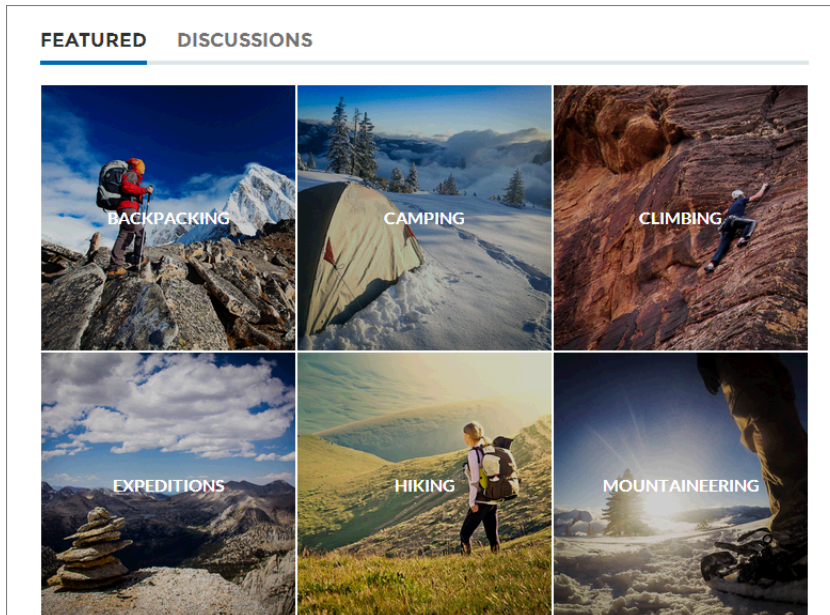 FEATURED DISCUSSIONS
BACKPACKING CAMPING CLIMBING
EXPEDITIONS HIKING MOUNTAINEERING